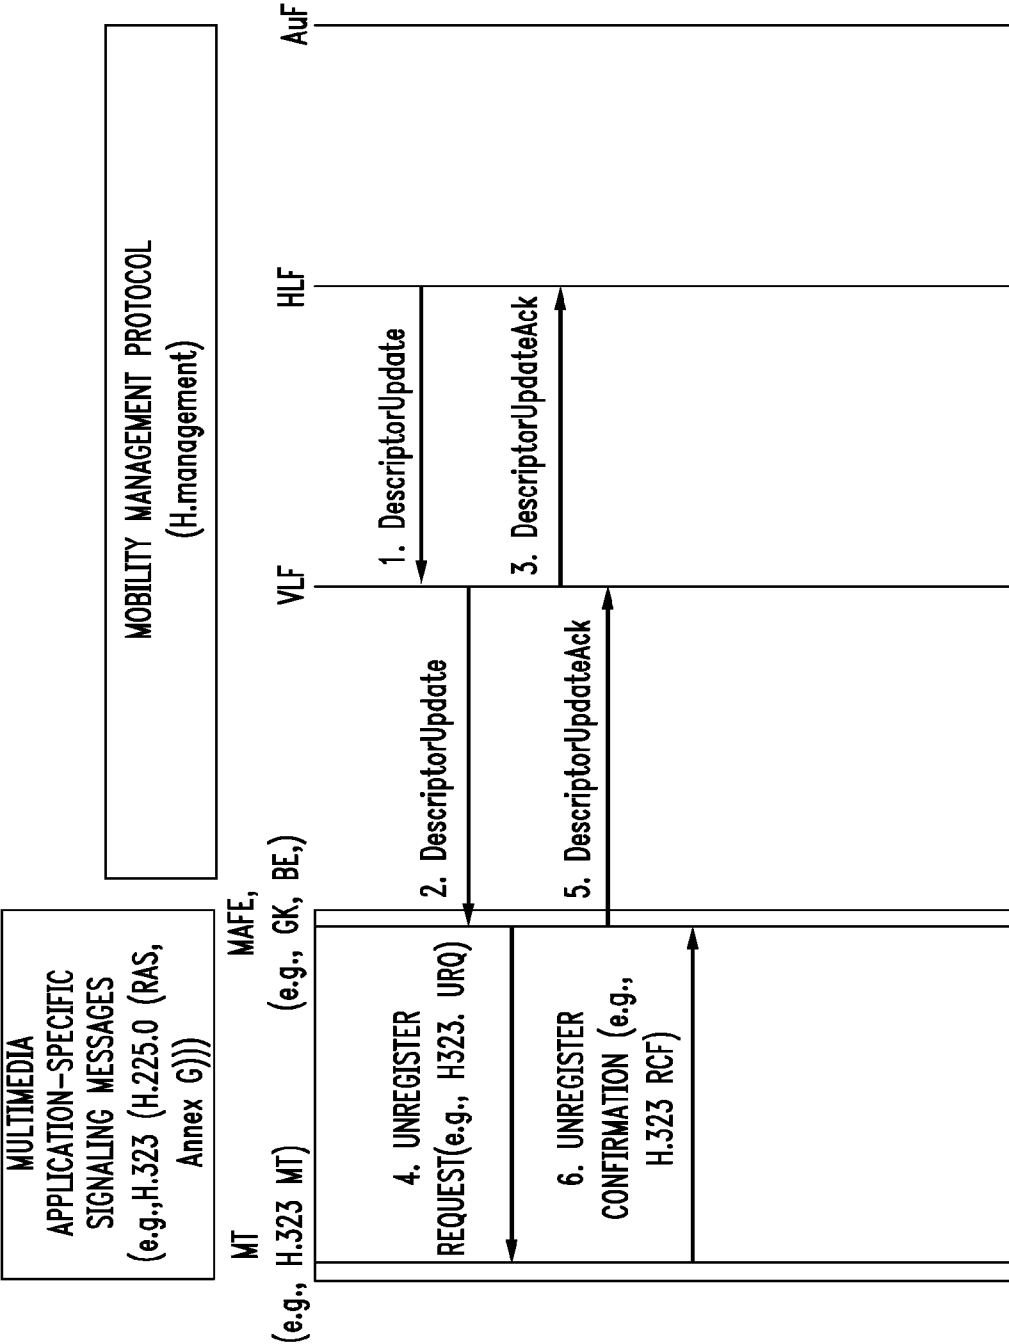 MULTIMEDIA
APPLICATION-SPECIFIC
SIGNALING MESSAGES
(e.g.,H.323 (H.225.0 (RAS,
Annex G)))
MOBILITY MANAGEMENT PROTOCOL
(H.management)
MT
(e.g., H.323 MT)
MAFE,
(e.g., GK, BE,)
VLF
HLF
AuF
1. DescriptorUpdate
2. DescriptorUpdate
3. DescriptorUpdateAck
4. UNREGISTER
REQUEST(e.g., H323. URQ)
5. DescriptorUpdateAck
6. UNREGISTER
CONFIRMATION (e.g.,
H.323 RCF)